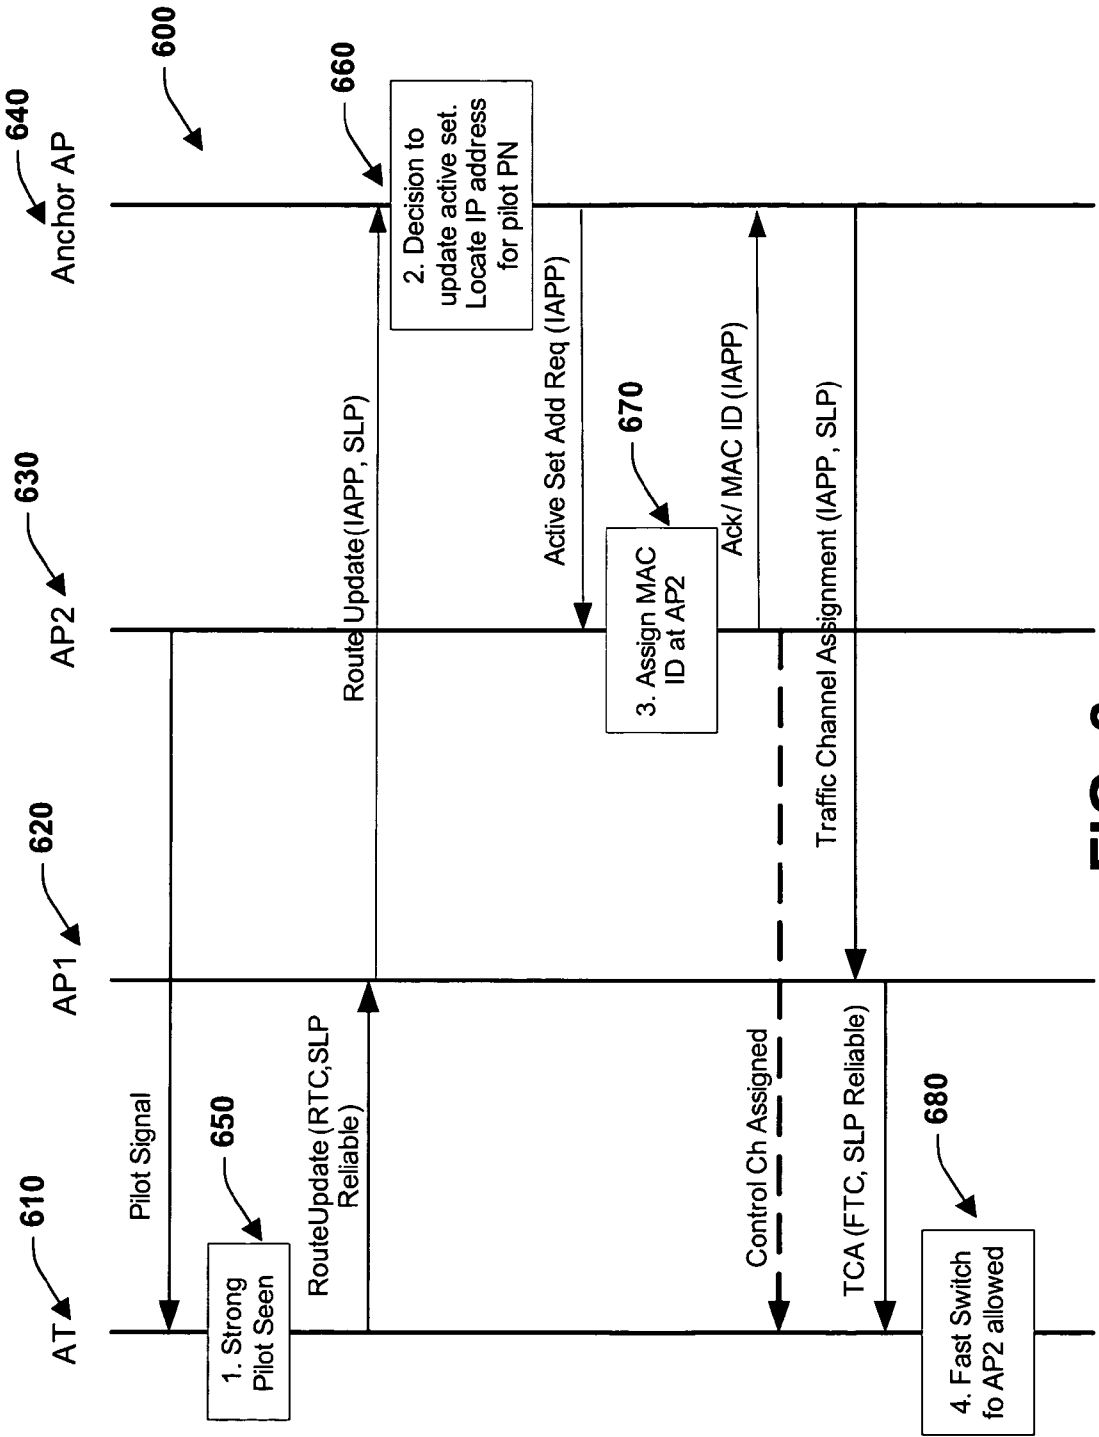 600
610
AT
620
AP1
630
AP2
640
Anchor AP
Pilot Signal
650
1. Strong
Pilot Seen
RouteUpdate (RTC,SLP
Reliable)
Route Update (IAPP, SLP)
660
2. Decision to
update active set.
Locate IP address
for pilot PN
Active Set Add Req (IAPP)
670
3. Assign MAC
ID at AP2
Ack/ MAC ID (IAPP)
Control Ch Assigned
Traffic Channel Assignment (IAPP, SLP)
TCA (FTC, SLP Reliable)
680
4. Fast Switch
fo AP2 allowed